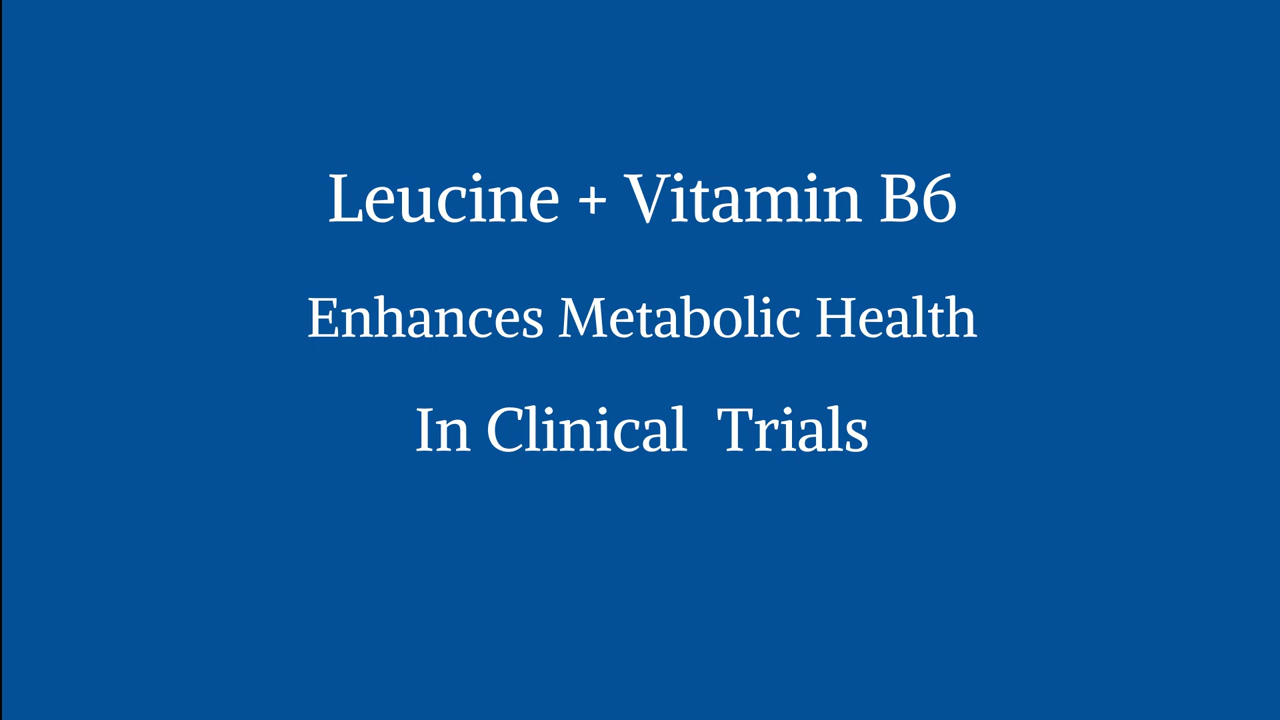 Leucine + Vitamin B6
Enhances Metabolic Health
In Clinical  Trials